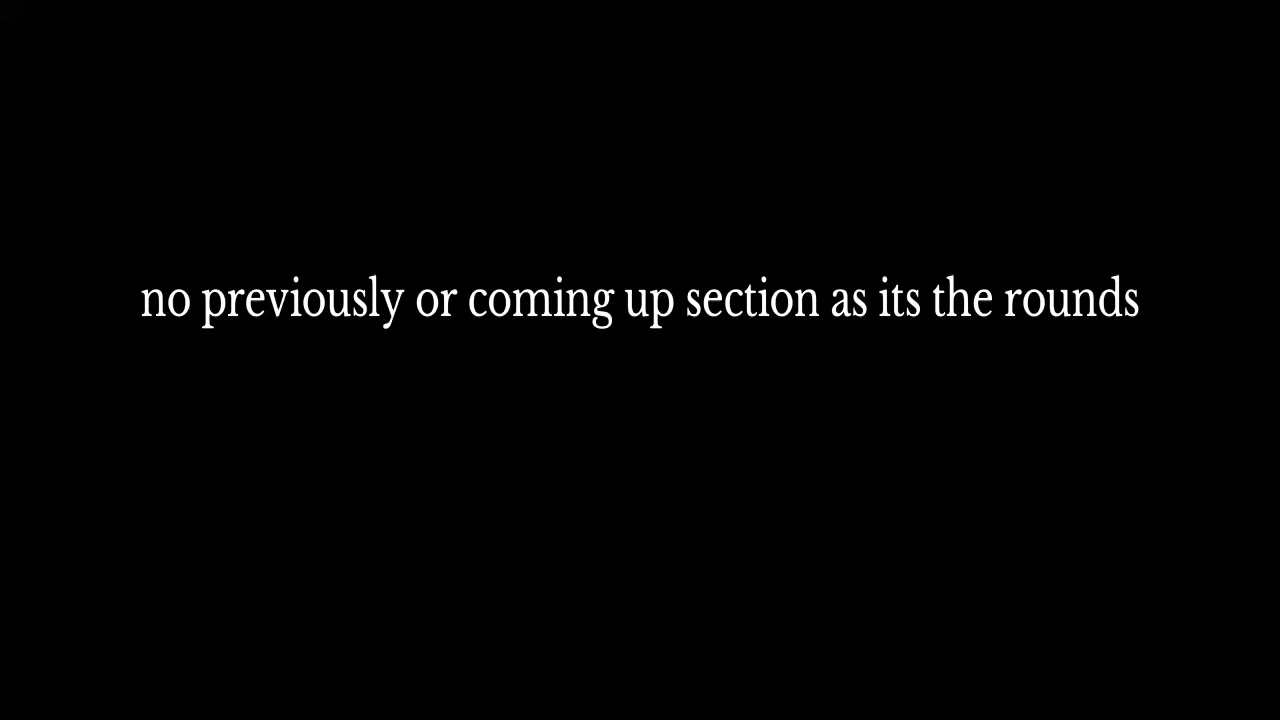 no previously or coming up section as its the rounds